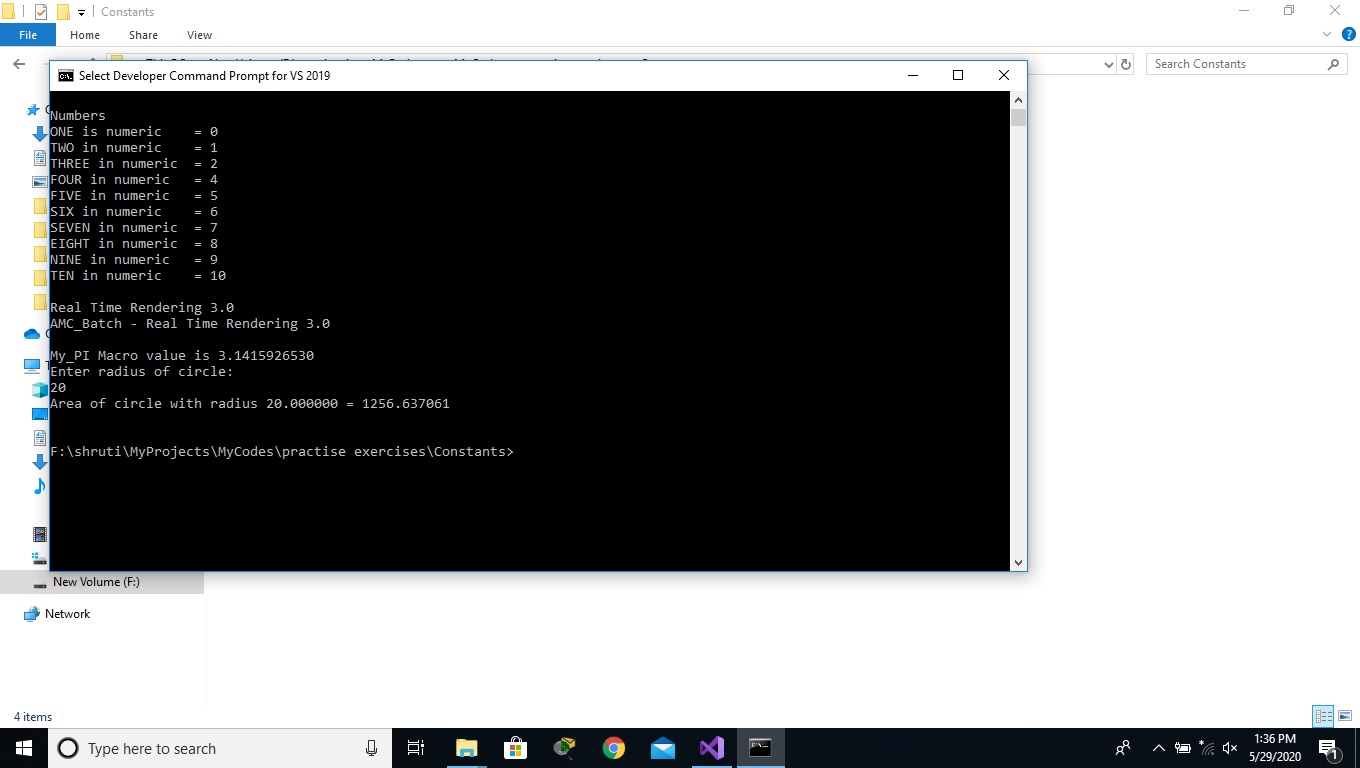 Constants
File Home Share View
Search Constants
Select Developer Command Prompt for VS 2019
Numbers
ONE is numeric    = 0
TWO in numeric    = 1
THREE in numeric  = 2
FOUR in numeric   = 4
FIVE in numeric   = 5
SIX in numeric    = 6
SEVEN in numeric  = 7
EIGHT in numeric  = 8
NINE in numeric   = 9
TEN in numeric    = 10
Real Time Rendering 3.0
AMC_Batch - Real Time Rendering 3.0
My_PI Macro value is 3.1415926530
Enter radius of circle:
20
Area of circle with radius 20.000000 = 1256.637061
F:\shruti\MyProjects\MyCodes\practise exercises\Constants>
New Volume (F:)
Network
4 items
Type here to search
1:36 PM
5/29/2020
1